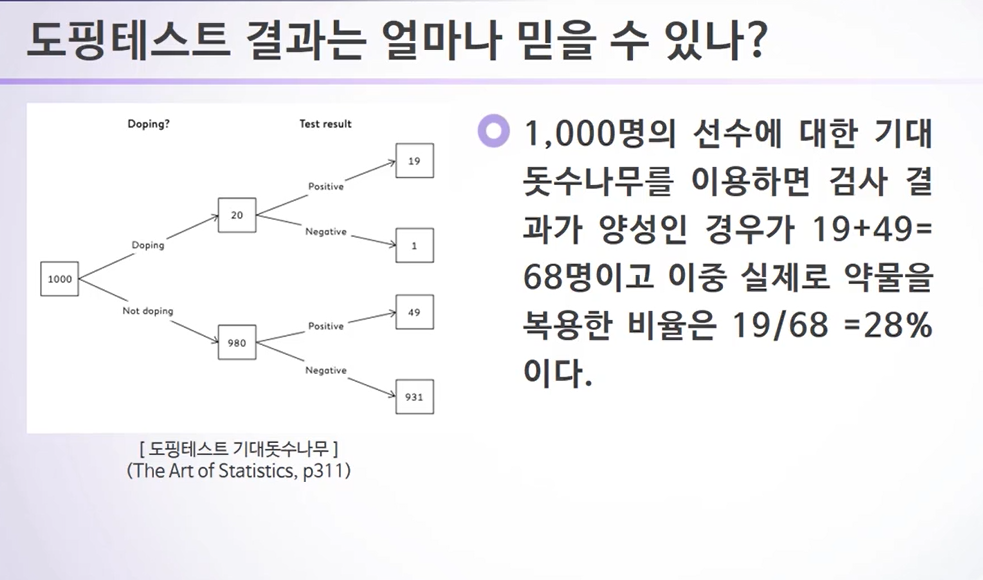 도핑테스트 결과는 얼마나 믿을 수 있나?
Doping?
Test result
19
Positive
20
Negative
1
Doping
1000
Not doping
49
Positive
980
Negative
931
[ 도핑테스트 기대돗수나무 ]
(The Art of Statistics, p311)
1,000명의 선수에 대한 기대
돗수나무를 이용하면 검사 결
과가 양성인 경우가 19+49=
68명이고 이중 실제로 약물을
복용한 비율은 19/68 =28%
이다.